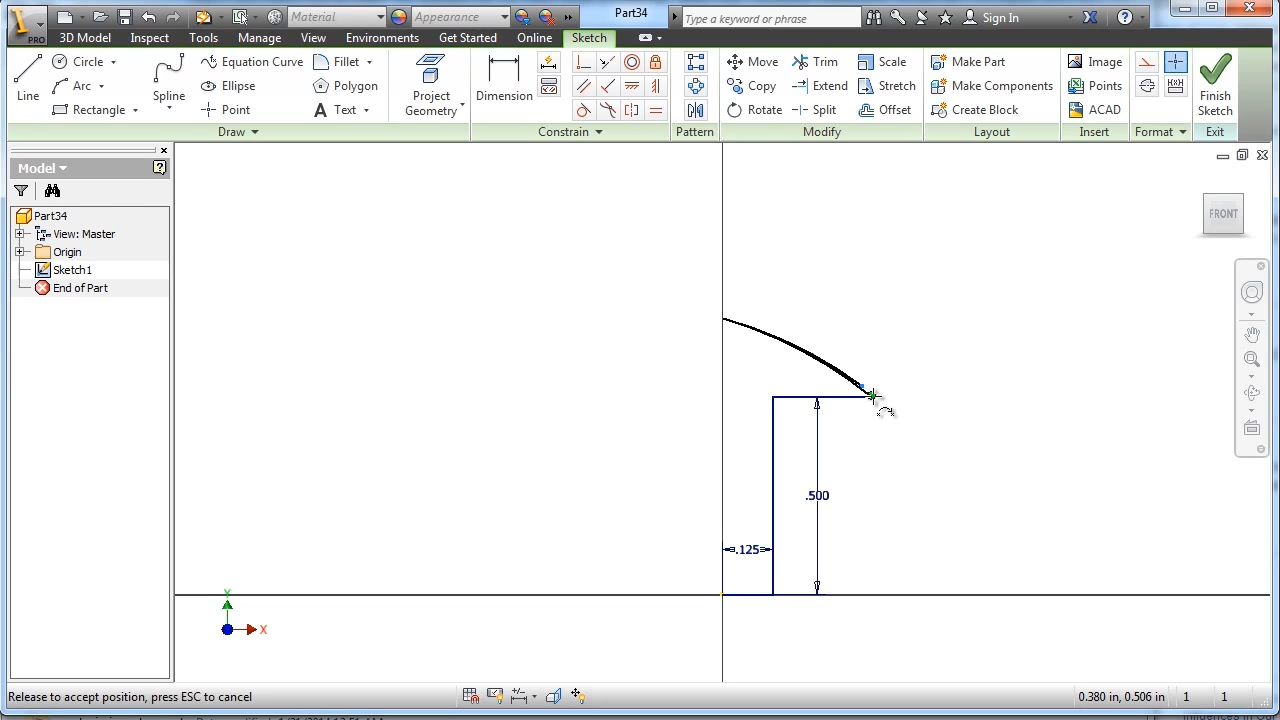 Material
Appearance
Part34
Type a keyword or phrase
Sign In
PRO
3D Model Inspect Tools Manage View Environments Get Started Online Sketch
Line
Circle
Arc
Rectangle
Spline
Equation Curve
Ellipse
Point
Fillet
Polygon
A Text
Project Geometry
Dimension
Move
Copy
Rotate
Trim
Extend
Split
Scale
Stretch
Offset
Make Part
Make Components
Create Block
Image
Points
ACAD
Finish Sketch
Draw Constrain Pattern Modify Layout Insert Format Exit
Model
Part34
View: Master
Origin
Sketch1
End of Part
FRONT
.500
.125
Y
X
Release to accept position, press ESC to cancel
0.380 in, 0.506 in 1 1